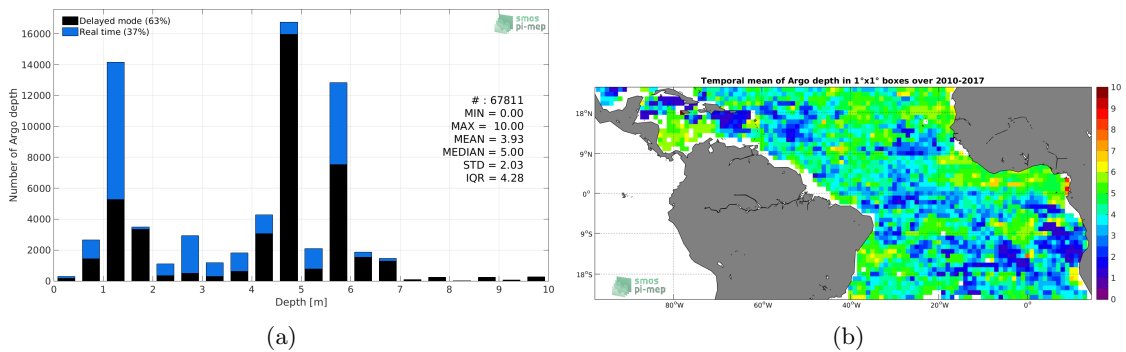 Delayed mode (63%)
Real time (37%)
smos
pi-mep
16000
14000
12000
10000
8000
6000
4000
2000
0
Number of Argo depth
# : 67811
MIN = 0.00
MAX = 10.00
MEAN = 3.93
MEDIAN = 5.00
STD = 2.03
IQR = 4.28
0 1 2 3 4 5 6 7 8 9 10
Depth [m]
(a)
Temporal mean of Argo depth in 1°x1° boxes over 2010-2017
18°N
9°N
0°
9°S
18°S
smos
pi-mep
80°W 60°W 40°W 20°W 0°
10
9
8
7
6
5
4
3
2
1
0
(b)